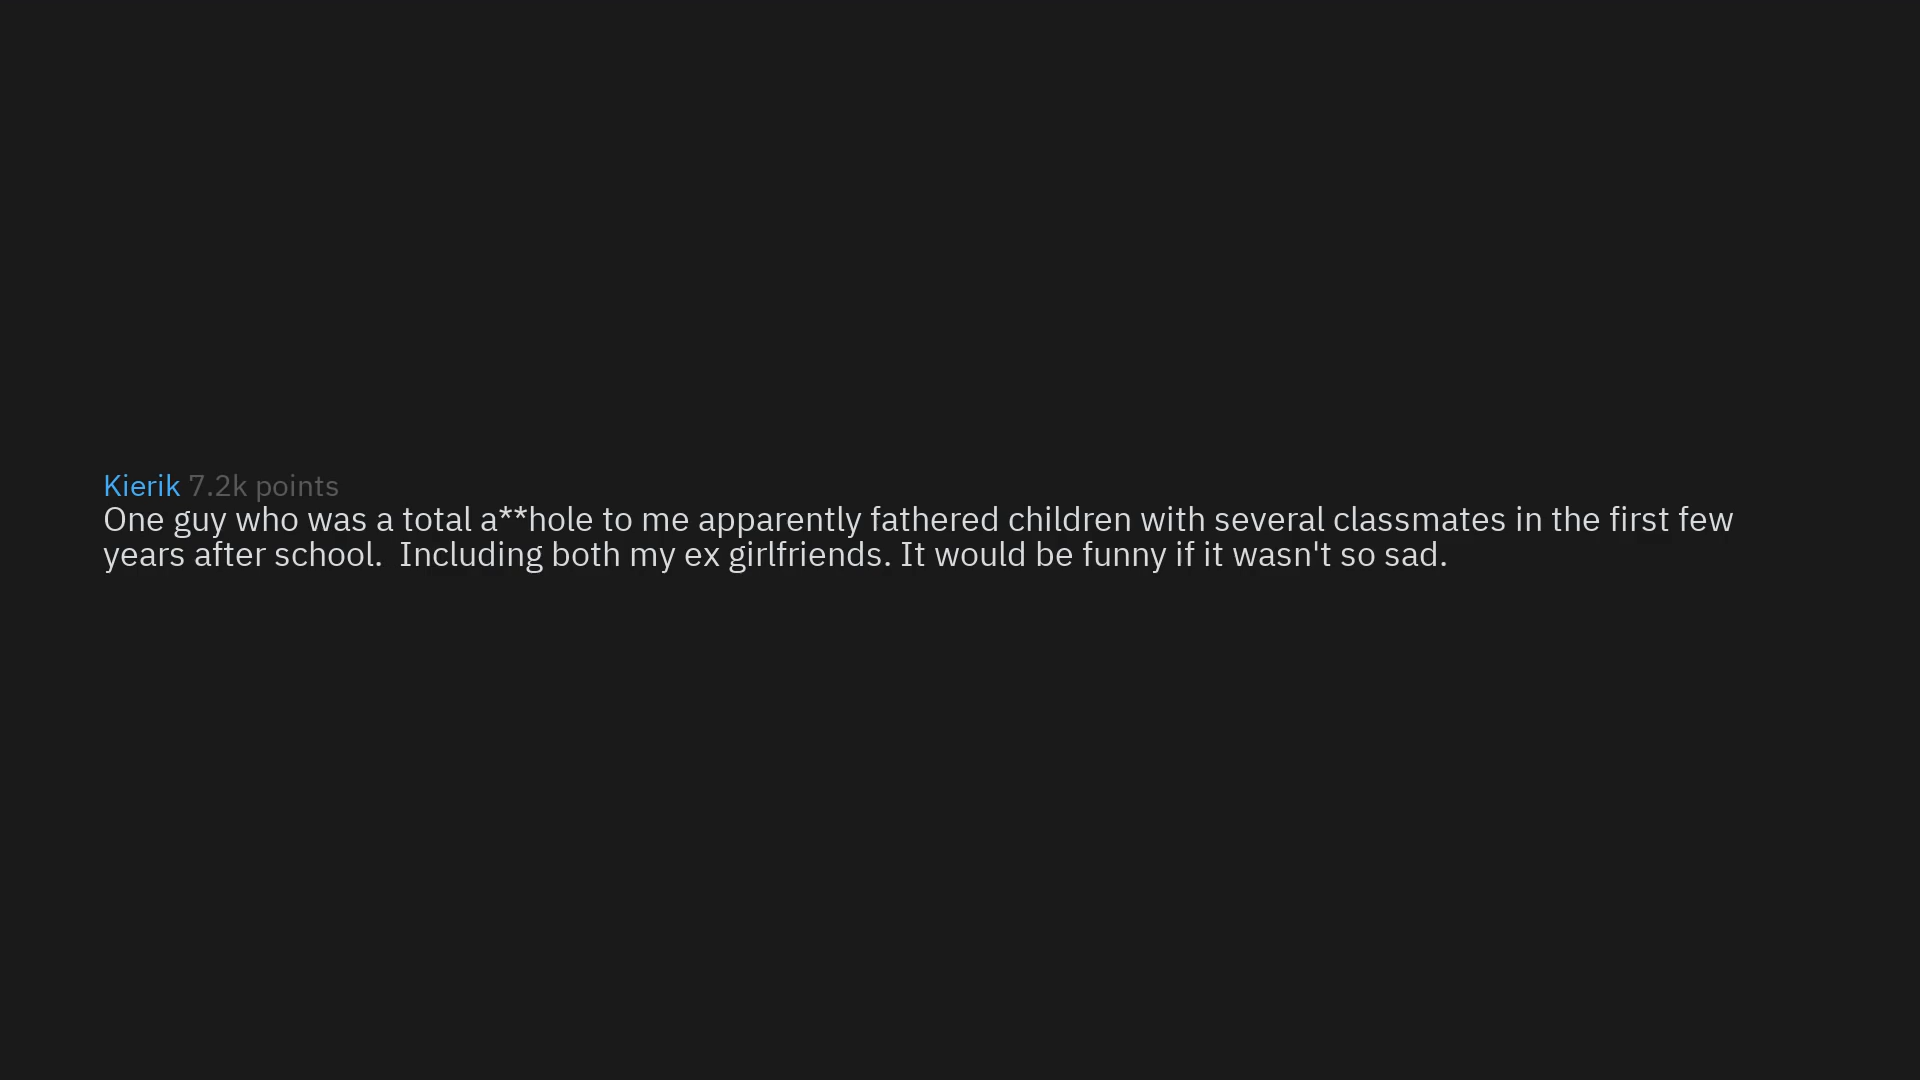 Kierik 7.2k points
One guy who was a total a**hole to me apparently fathered children with several classmates in the first few
years after school.  Including both my ex girlfriends. It would be funny if it wasn't so sad.